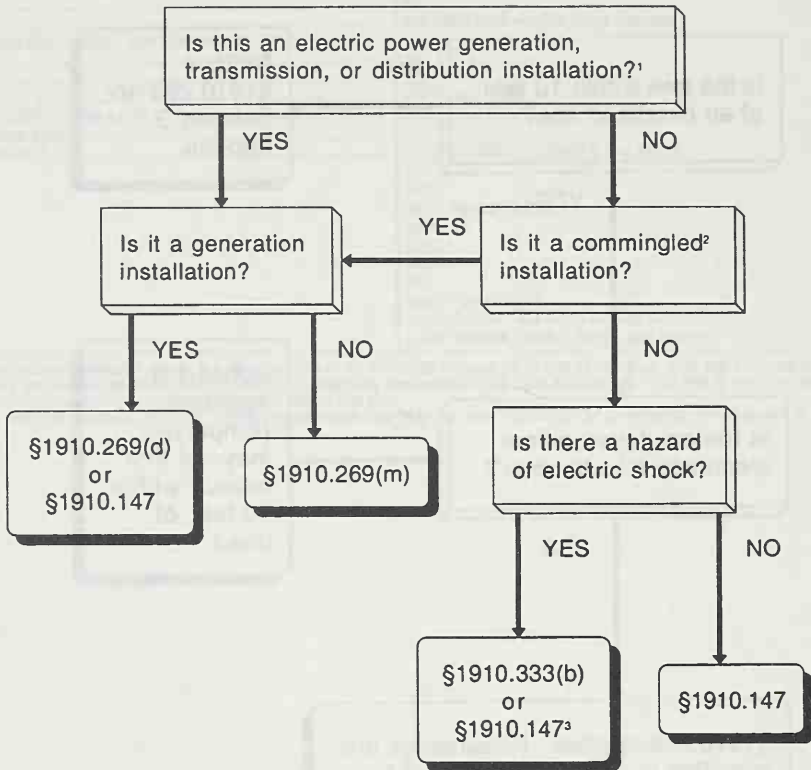 Is this an electric power generation,
transmission, or distribution installation?¹
YES
NO
Is it a generation
installation?
YES
Is it a commingled²
installation?
YES
NO
NO
§1910.269(d)
or
§1910.147
§1910.269(m)
Is there a hazard
of electric shock?
YES
NO
§1910.333(b)
or
§1910.147³
§1910.147